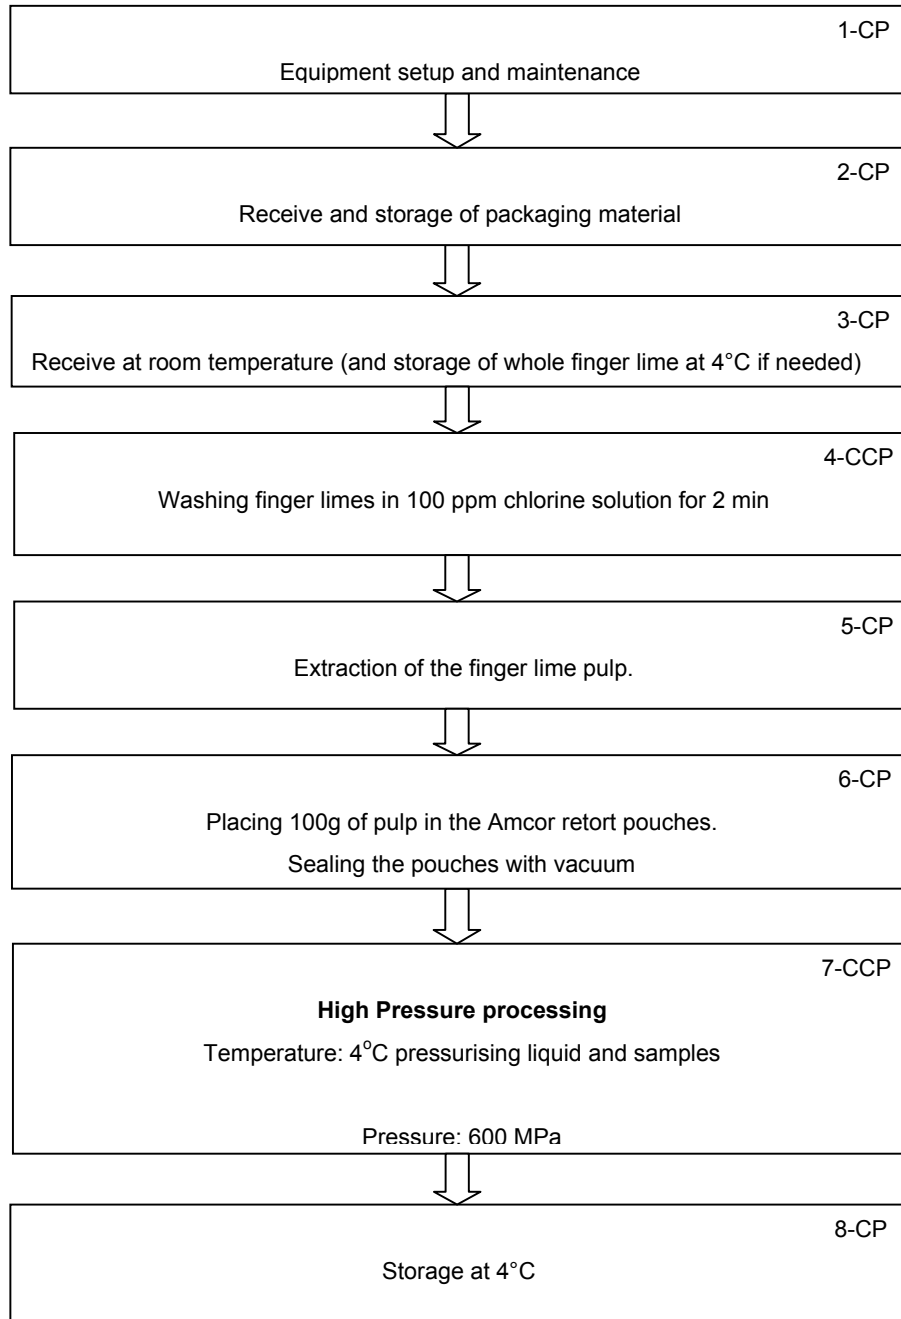 1-CP
Equipment setup and maintenance
2-CP
Receive and storage of packaging material
3-CP
Receive at room temperature (and storage of whole finger lime at 4°C if needed)
4-CCP
Washing finger limes in 100 ppm chlorine solution for 2 min
5-CP
Extraction of the finger lime pulp.
6-CP
Placing 100g of pulp in the Amcor retort pouches.
Sealing the pouches with vacuum
7-CCP
High Pressure processing
Temperature: 4°C pressurising liquid and samples
Pressure: 600 MPa
8-CP
Storage at 4°C